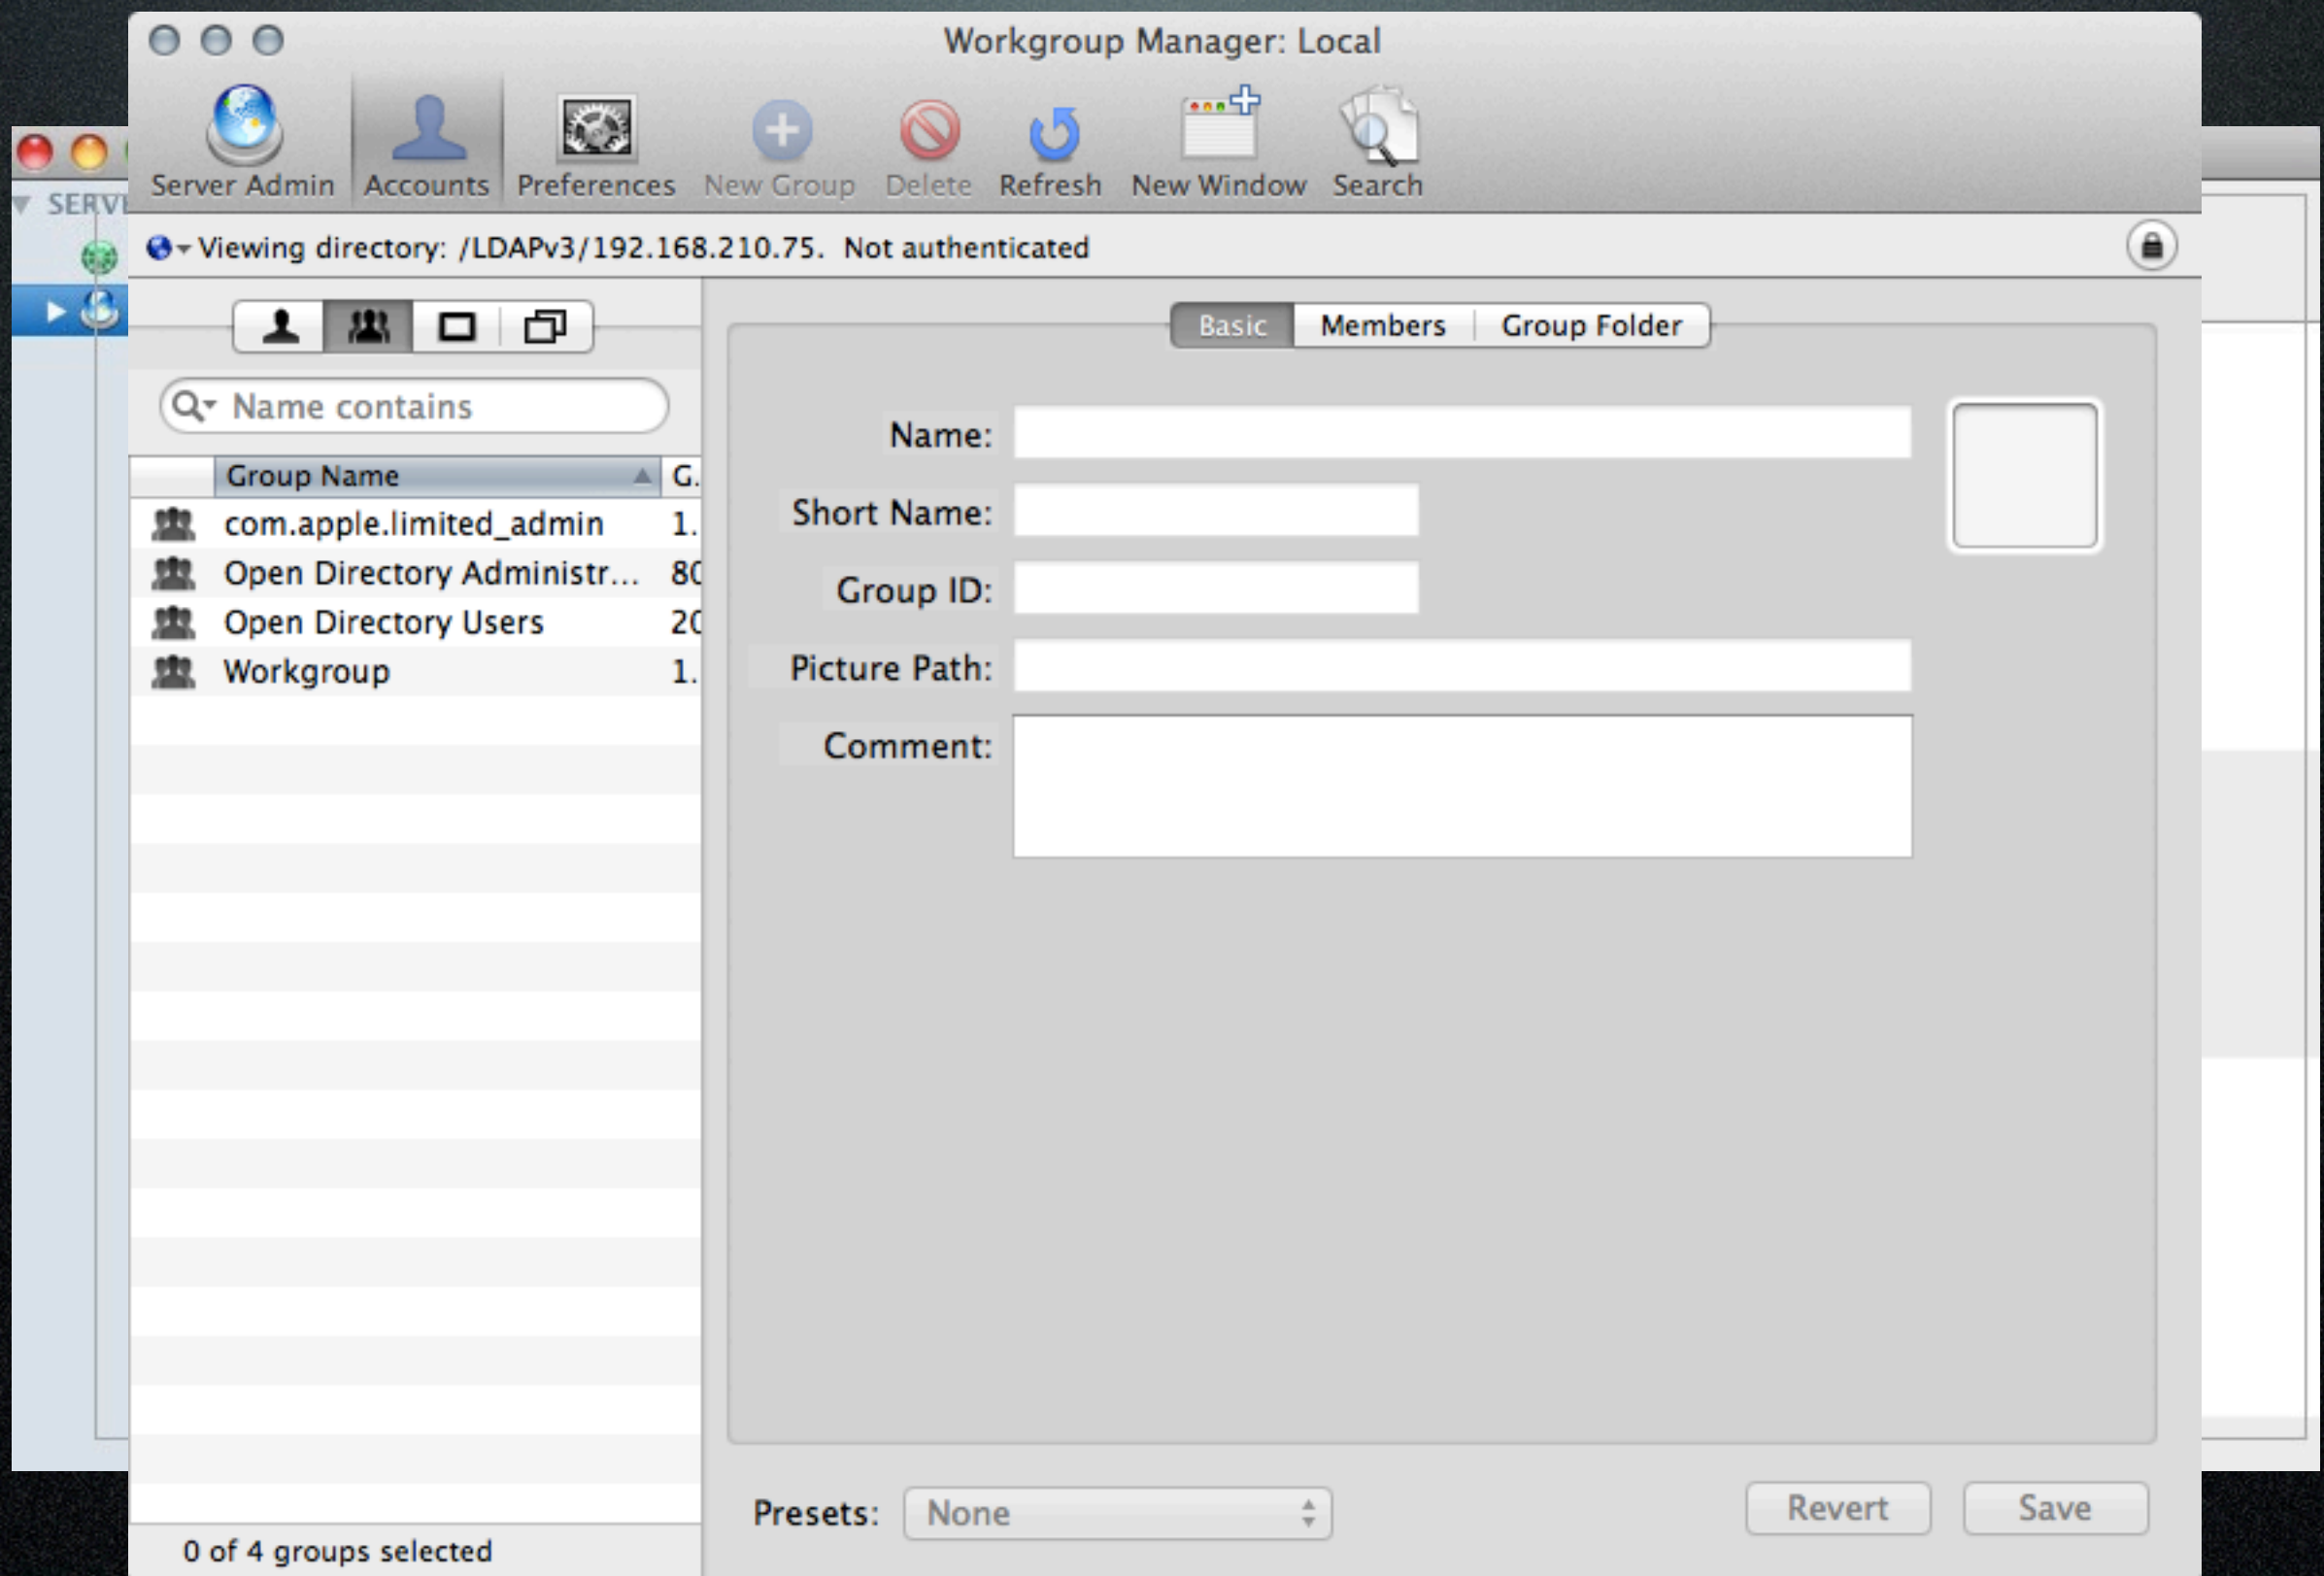 Workgroup Manager: Local
Server Admin Accounts Preferences New Group Delete Refresh New Window Search
SERVE
Viewing directory: /LDAPv3/192.168.210.75. Not authenticated
Basic Members Group Folder
Name contains
Group Name G.
com.apple.limited_admin 1.
Open Directory Administr... 80
Open Directory Users 20
Workgroup 1.
Name:
Short Name:
Group ID:
Picture Path:
Comment:
Presets: None
Revert Save
0 of 4 groups selected